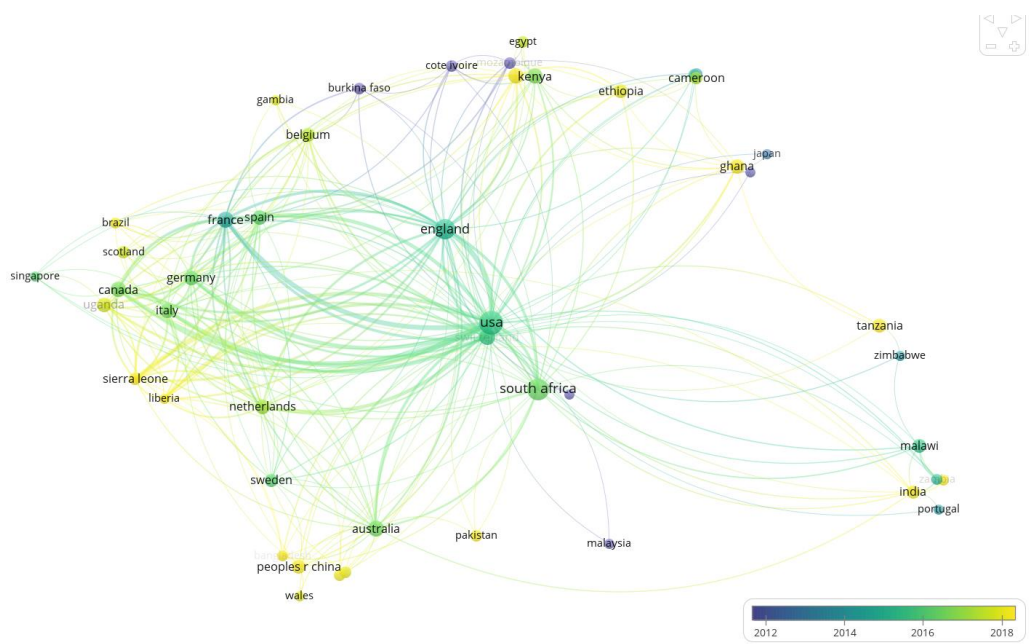 egypt
cote ivoire
mozambique
kenya
burkina faso
ethiopia
cameroon
gambia
belgium
japan
ghana
brazil
france
spain
england
scotland
singapore
germany
canada
uganda
italy
usa
tanzania
zimbabwe
sierra leone
south africa
liberia
netherlands
malawi
sweden
zambia
india
portugal
australia
pakistan
malaysia
peoples r china
wales
2012
2014
2016
2018